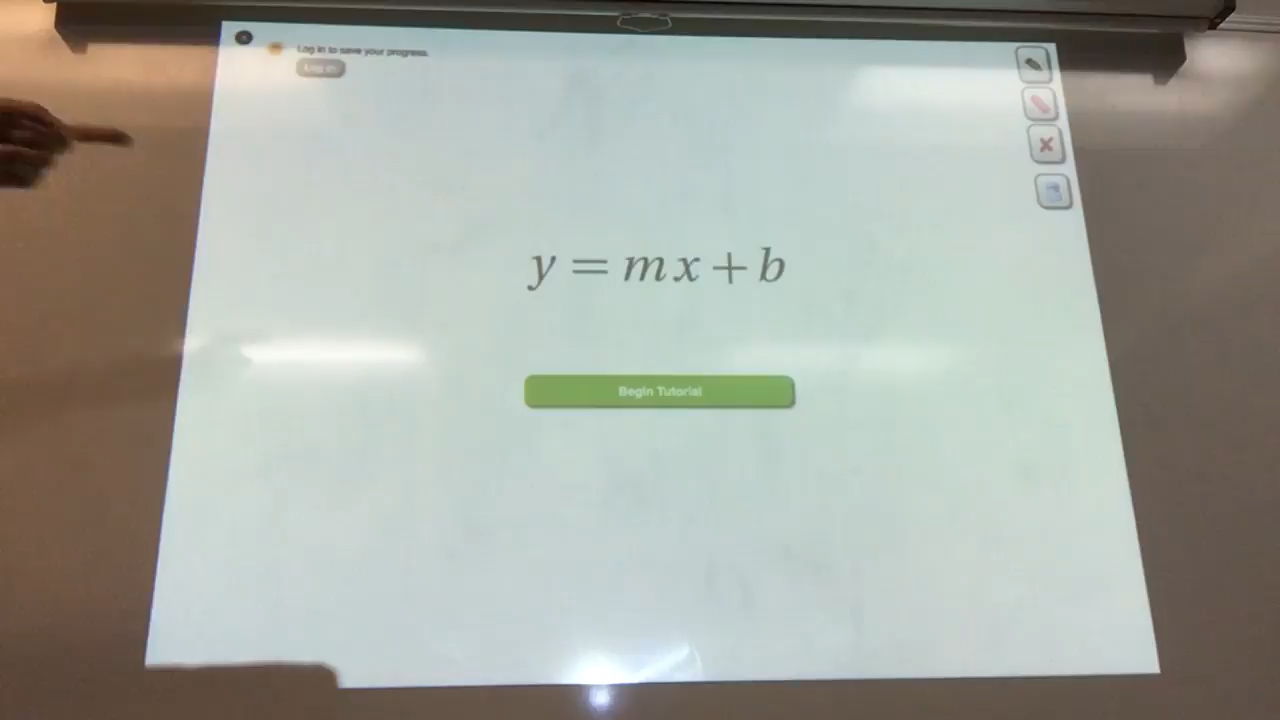 Log in to save your progress.
Log in
y = mx + b
Begin Tutorial